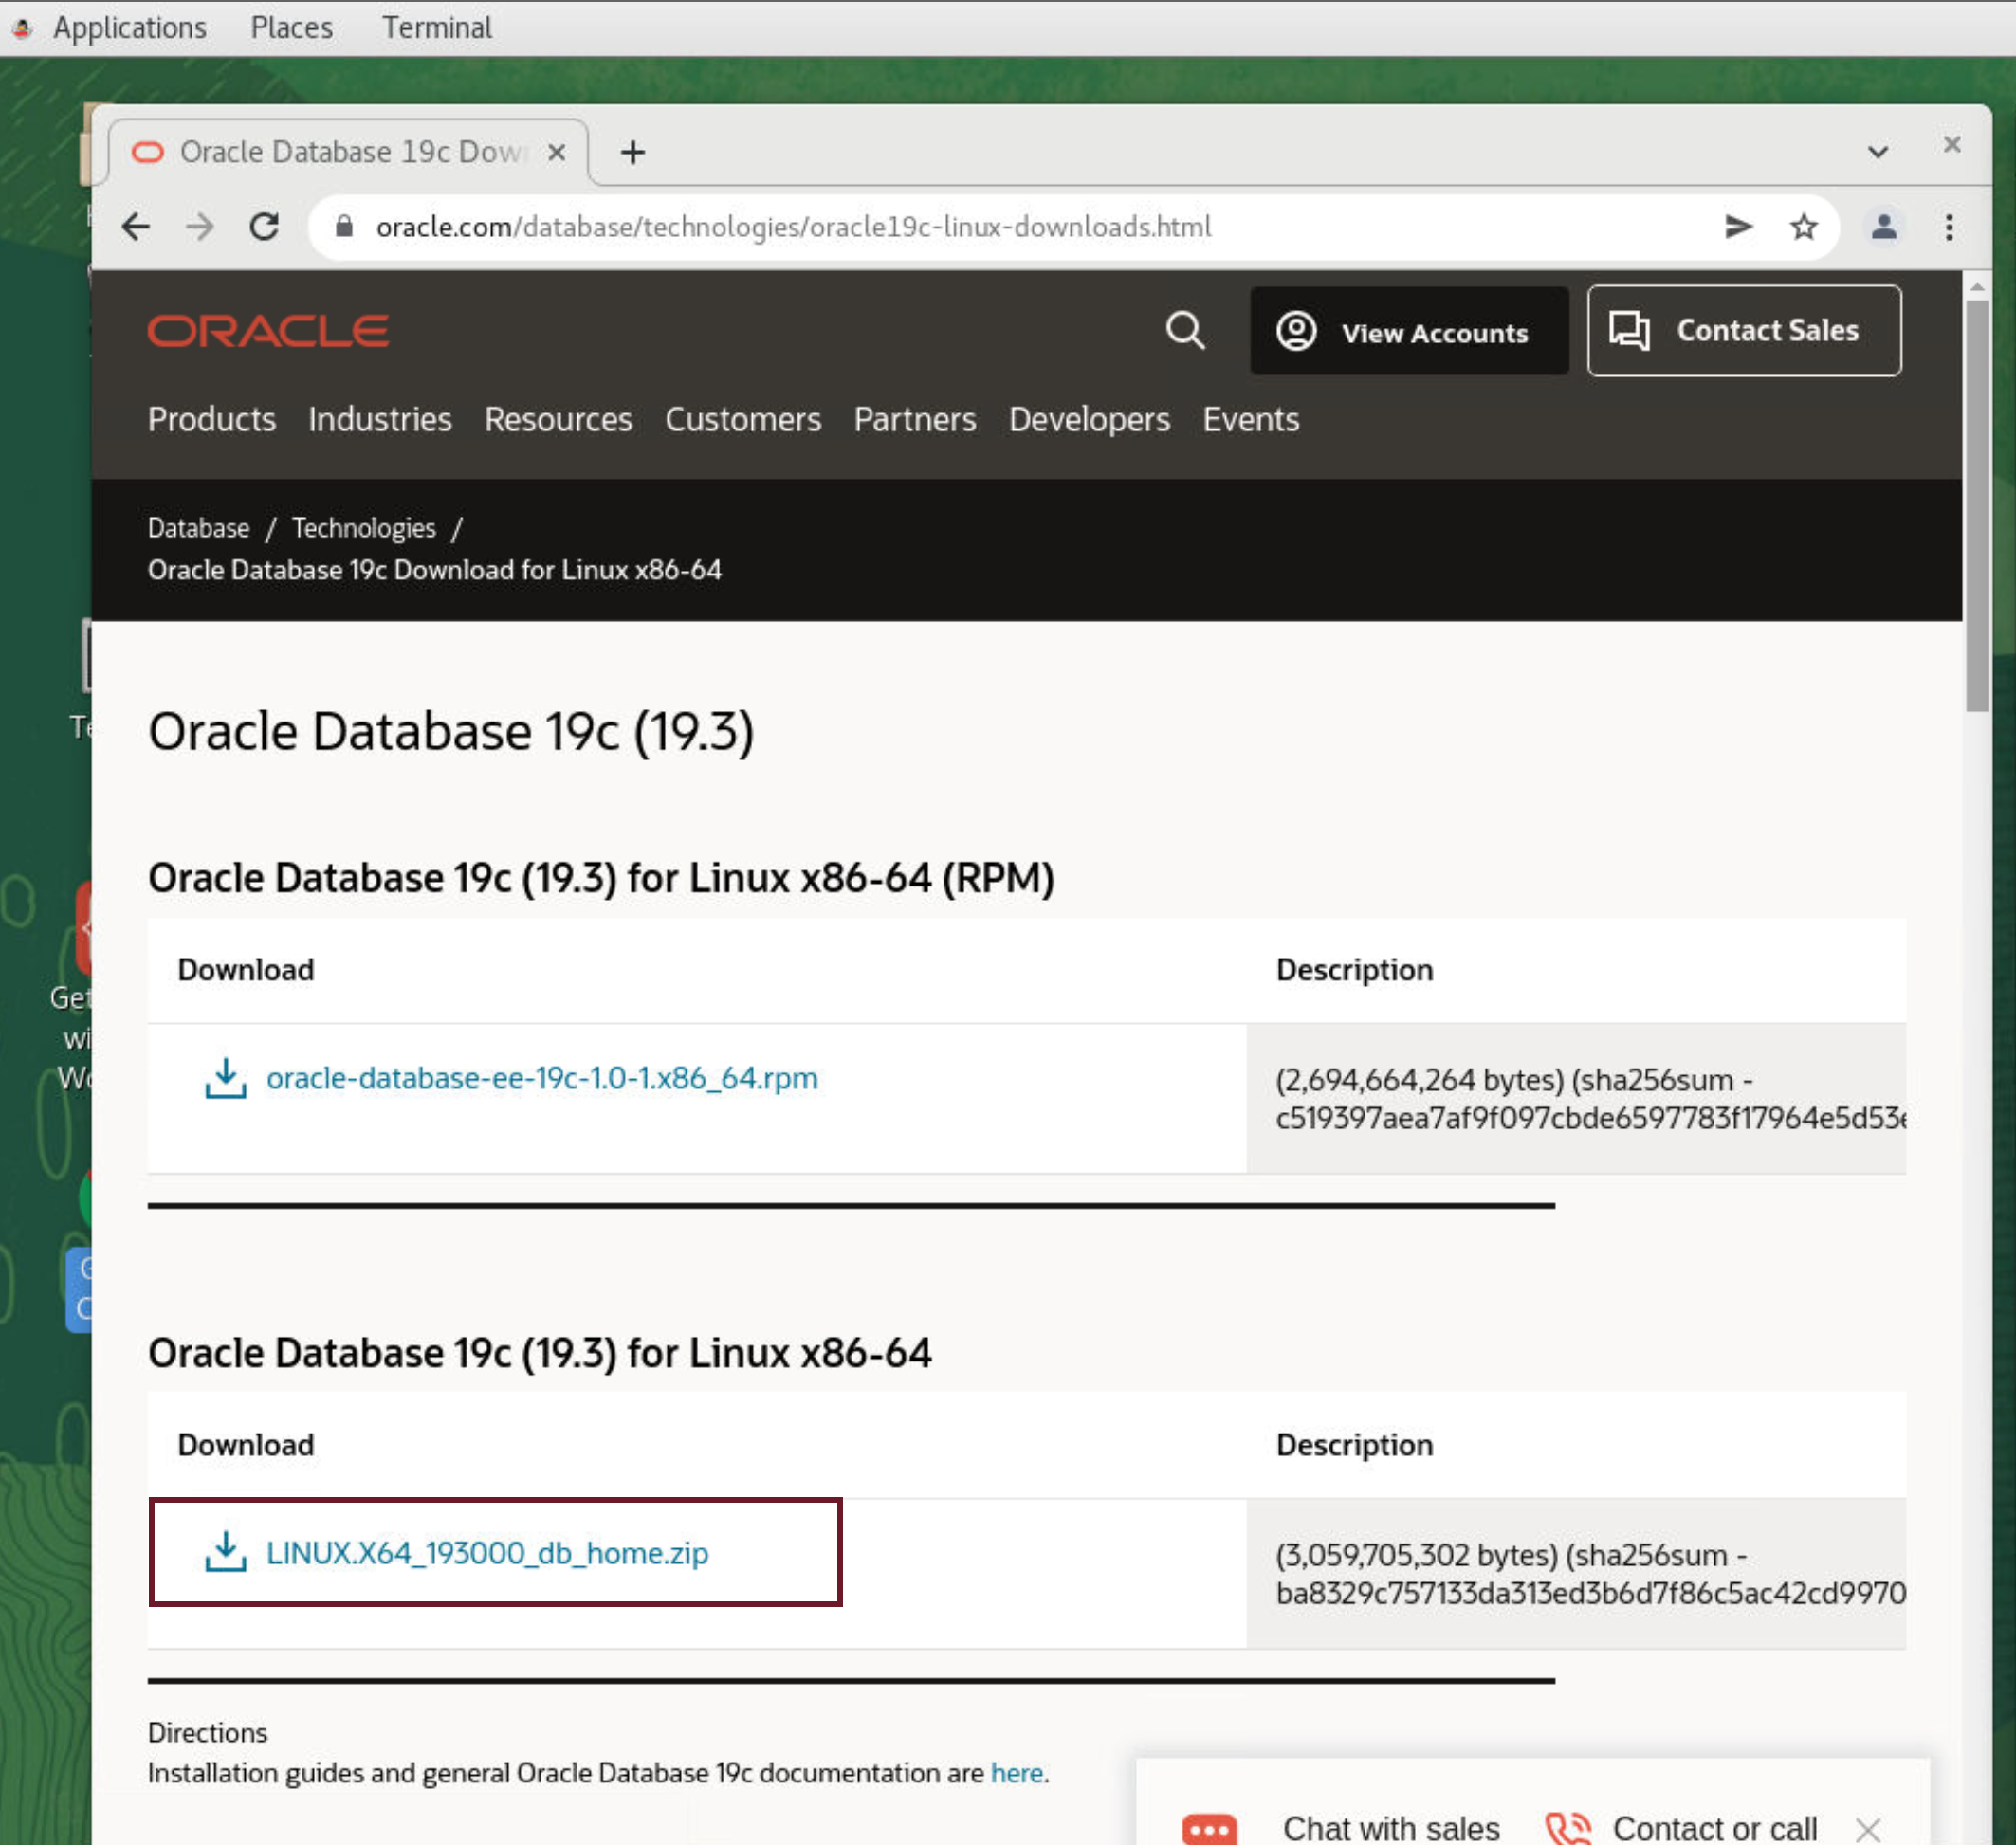 Applications Places Terminal
Oracle Database 19c Dow
oracle.com/database/technologies/oracle19c-linux-downloads.html
ORACLE
View Accounts
Contact Sales
Products Industries Resources Customers Partners Developers Events
Database / Technologies /
Oracle Database 19c Download for Linux x86-64
Oracle Database 19c (19.3)
Oracle Database 19c (19.3) for Linux x86-64 (RPM)
Download Description
oracle-database-ee-19c-1.0-1.x86_64.rpm
(2,694,664,264 bytes) (sha256sum -
c519397aea7af9f097cbde6597783f17964e5d53
Oracle Database 19c (19.3) for Linux x86-64
Download Description
LINUX.X64_193000_db_home.zip
(3,059,705,302 bytes) (sha256sum -
ba8329c757133da313ed3b6d7f86c5ac42cd9970
Directions
Installation guides and general Oracle Database 19c documentation are here.
Chat with sales
Contact or call